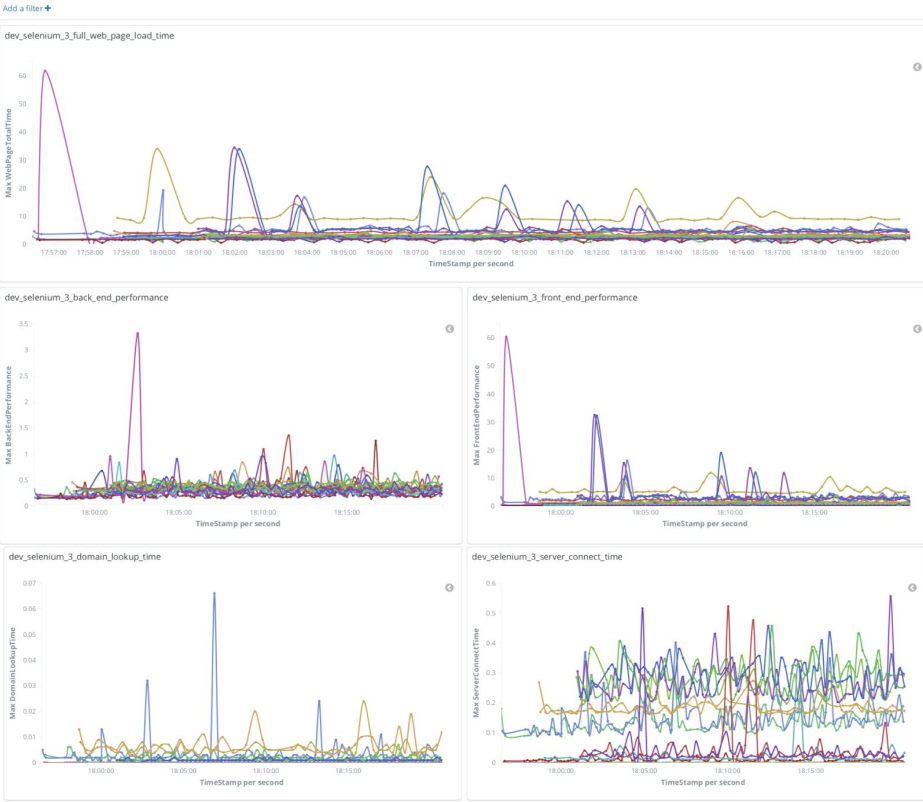 Add a filter +
dev_selenium_3_full_web_page_load_time
Max WebPageTotalTime
60
50
40
30
20
10
0
17:57:00 17:58:00 17:59:00 18:00:00 18:01:00 18:02:00 18:03:00 18:04:00 18:05:00 18:06:00 18:07:00 18:08:00 18:09:00 18:10:00 18:11:00 18:12:00 18:13:00 18:14:00 18:15:00 18:16:00 18:17:00 18:18:00 18:19:00 18:20:00
TimeStamp per second
dev_selenium_3_back_end_performance
Max BackEndPerformance
3.5
3
2.5
2
1.5
1
0.5
0
18:00:00 18:05:00 18:10:00 18:15:00
TimeStamp per second
dev_selenium_3_front_end_performance
Max FrontEndPerformance
60
50
40
30
20
10
0
18:00:00 18:05:00 18:10:00 18:15:00
TimeStamp per second
dev_selenium_3_domain_lookup_time
Max DomainLookupTime
0.07
0.06
0.05
0.04
0.03
0.02
0.01
0
18:00:00 18:05:00 18:10:00 18:15:00
TimeStamp per second
dev_selenium_3_server_connect_time
Max ServerConnectTime
0.6
0.5
0.4
0.3
0.2
0.1
0
18:00:00 18:05:00 18:10:00 18:15:00
TimeStamp per second